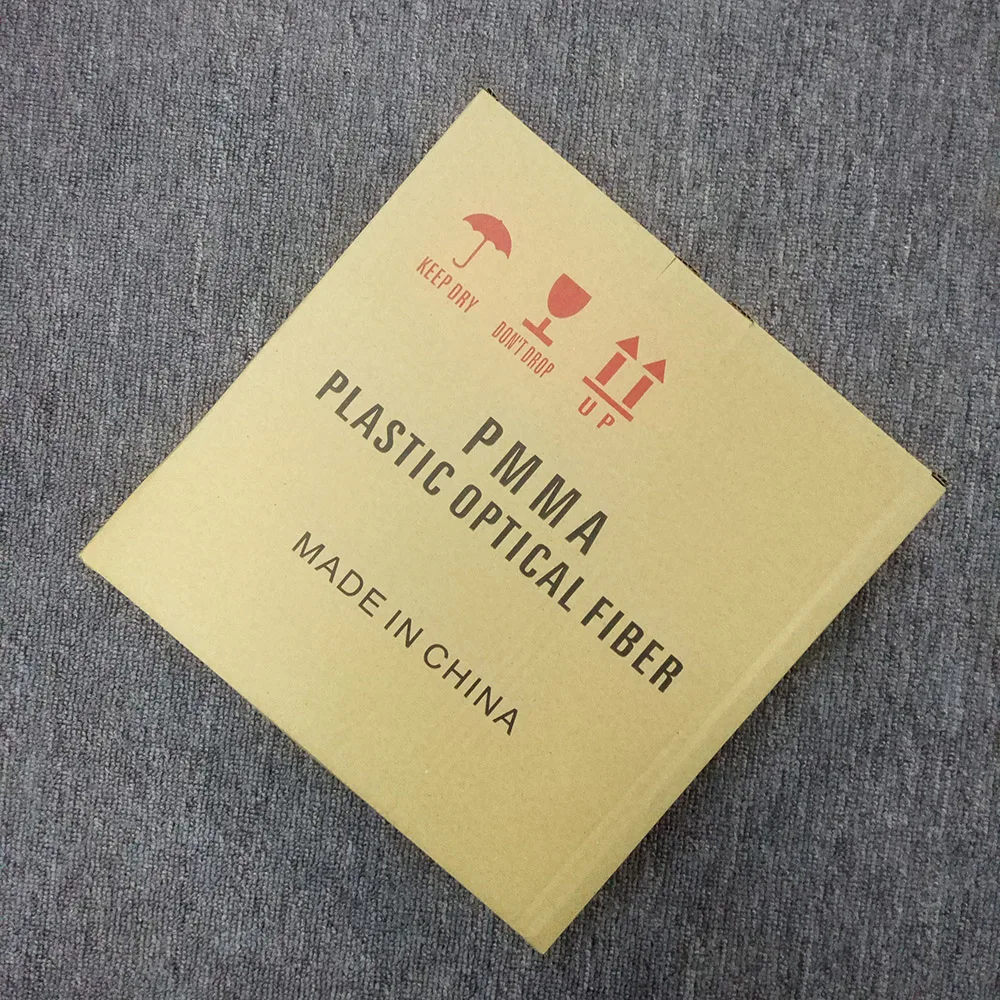 KEEP DRY
DON'T DROP
UP
PMMA
PLASTIC OPTICAL FIBER
MADE IN CHINA